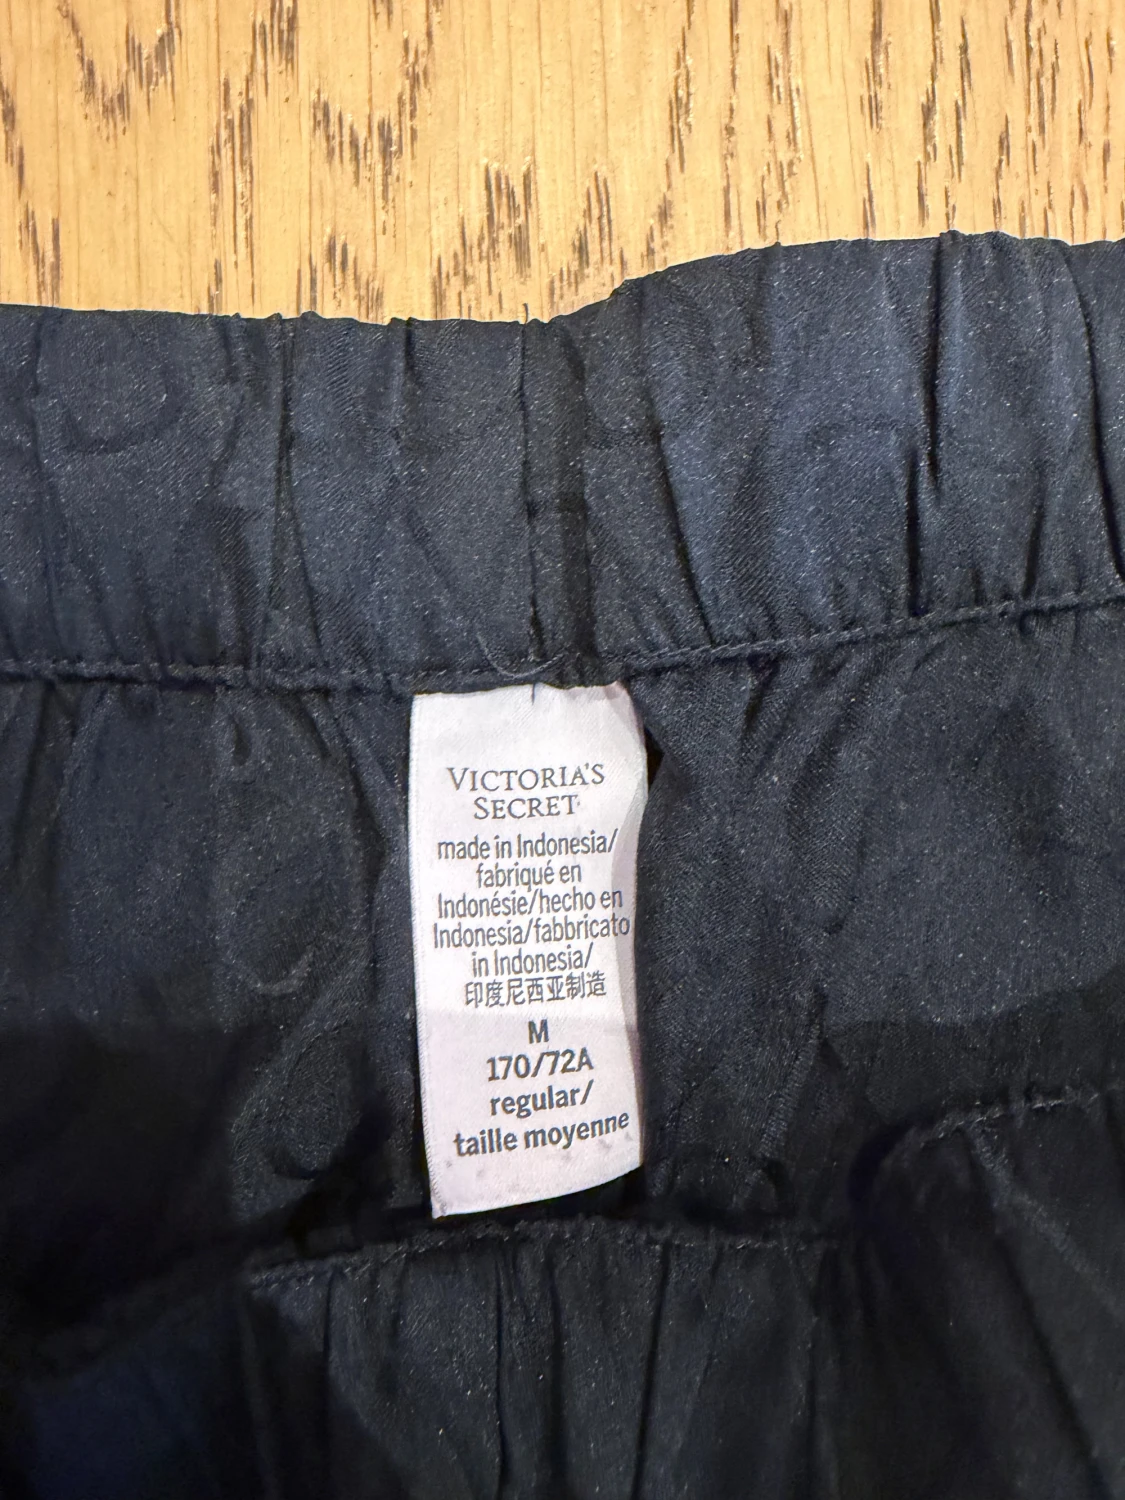 VICTORIA'S
SECRET
made in Indonesia/
fabriqué en
Indonésie/hecho en
Indonesia/fabbricato
in Indonesia/
印度尼西亚制造
M
170/72A
regular/
taille moyenne